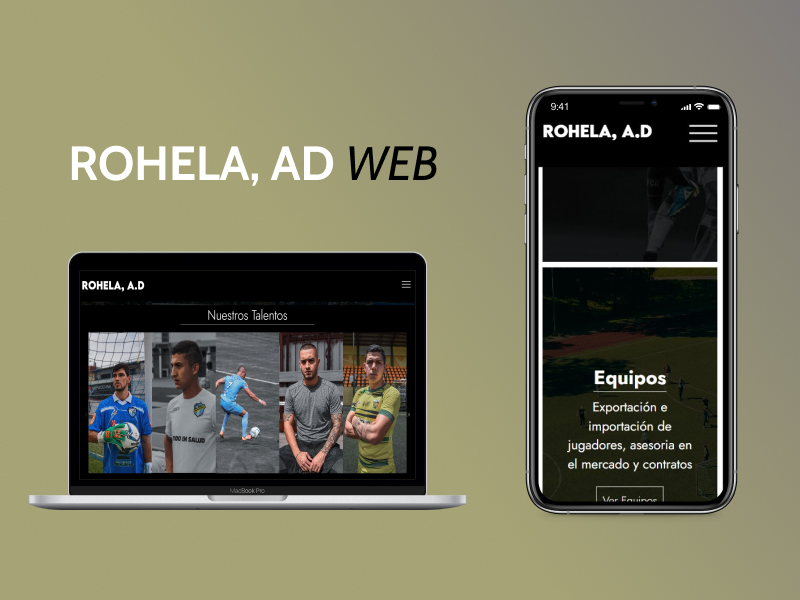 ROHELA, AD WEB
ROHELA, A.D
Nuestros Talentos
TODO IN SALUD
MacBook Pro
9:41
ROHELA, A.D
Equipos
Exportación e
importación de
jugadores, asesoria en
el mercado y contratos
Ver Equipos